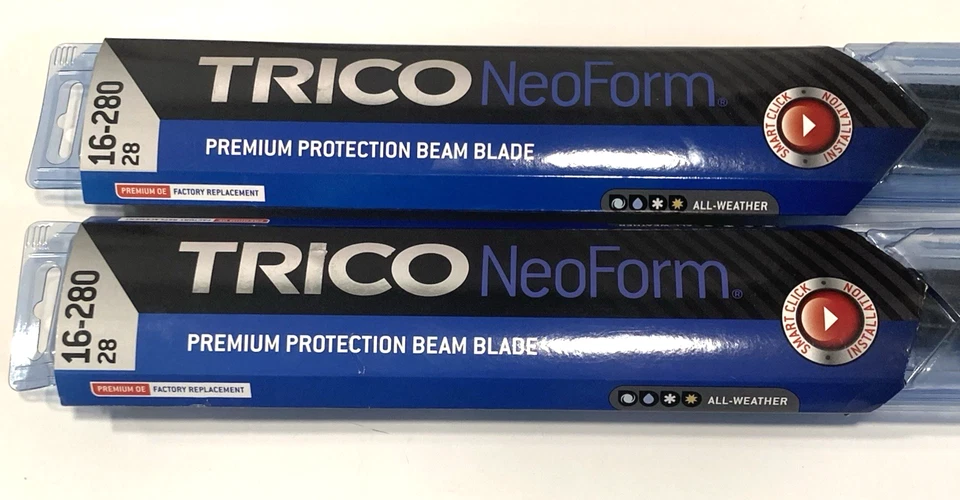 TRICO NeoForm®
16-280
28
PREMIUM PROTECTION BEAM BLADE
SMART CLICK INSTALLATION
PREMIUM OE FACTORY REPLACEMENT
ALL-WEATHER
TRICO NeoForm®
16-280
28
PREMIUM PROTECTION BEAM BLADE
SMART CLICK INSTALLATION
PREMIUM OE FACTORY REPLACEMENT
ALL-WEATHER